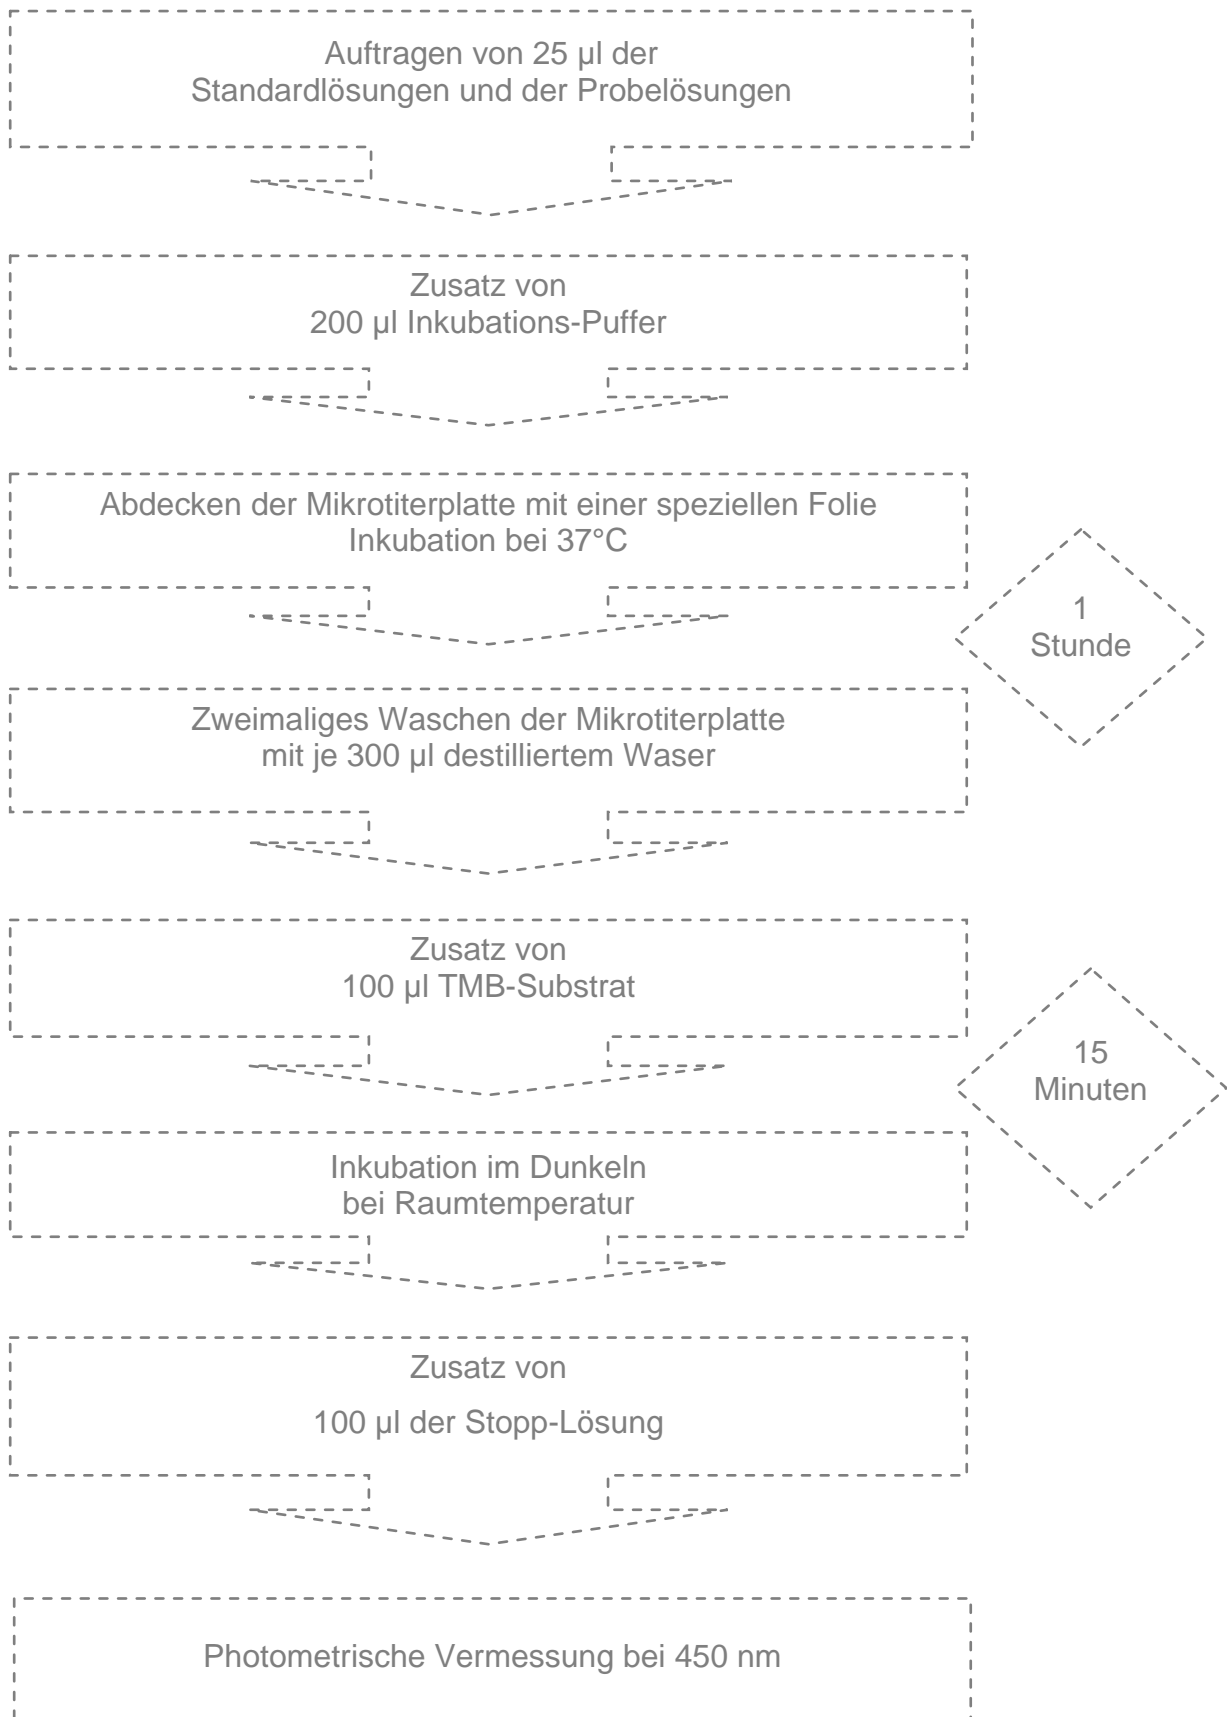 Auftragen von 25 µl der
Standardlösungen und der Probelösungen
Zusatz von
200 µl Inkubations-Puffer
Abdecken der Mikrotiterplatte mit einer speziellen Folie
Inkubation bei 37°C
1
Stunde
Zweimaliges Waschen der Mikrotiterplatte
mit je 300 µl destilliertem Waser
Zusatz von
100 µl TMB-Substrat
15
Minuten
Inkubation im Dunkeln
bei Raumtemperatur
Zusatz von
100 µl der Stopp-Lösung
Photometrische Vermessung bei 450 nm